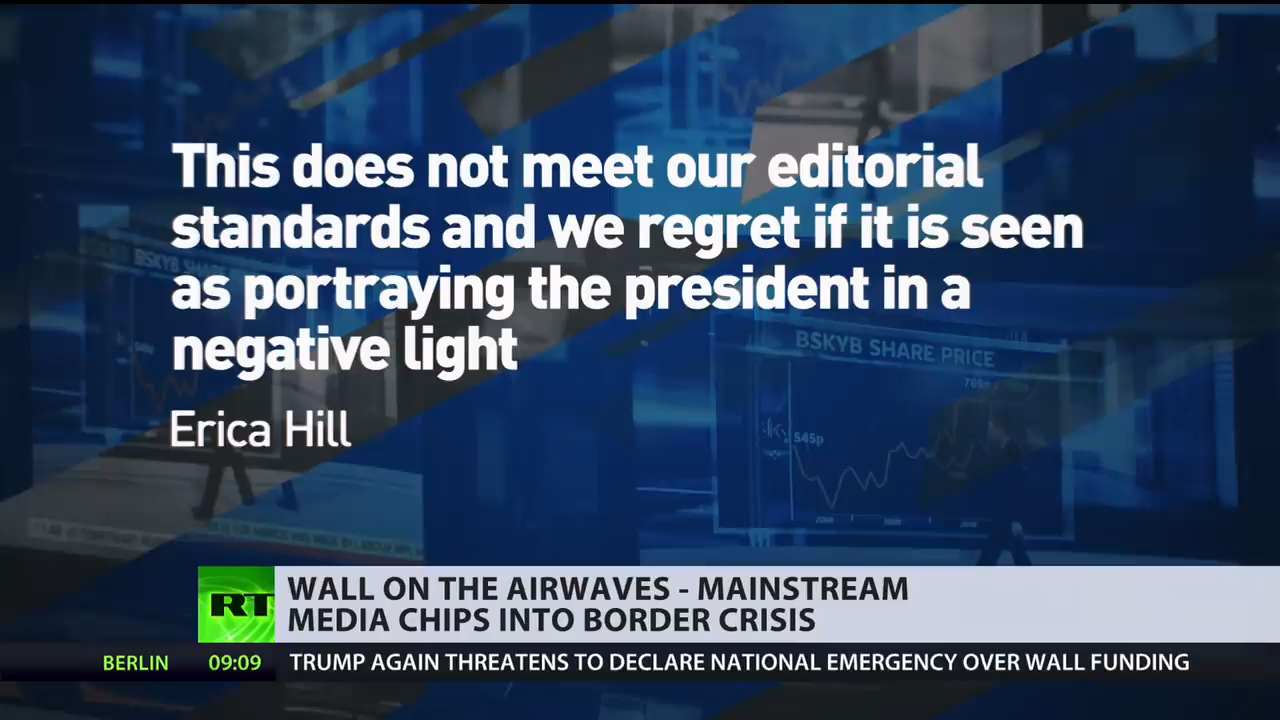 This does not meet our editorial
standards and we regret if it is seen
as portraying the president in a
negative light
Erica Hill
BSKYB SHARE PRICE
545p
RT
WALL ON THE AIRWAVES - MAINSTREAM
MEDIA CHIPS INTO BORDER CRISIS
BERLIN 09:09 TRUMP AGAIN THREATENS TO DECLARE NATIONAL EMERGENCY OVER WALL FUNDING